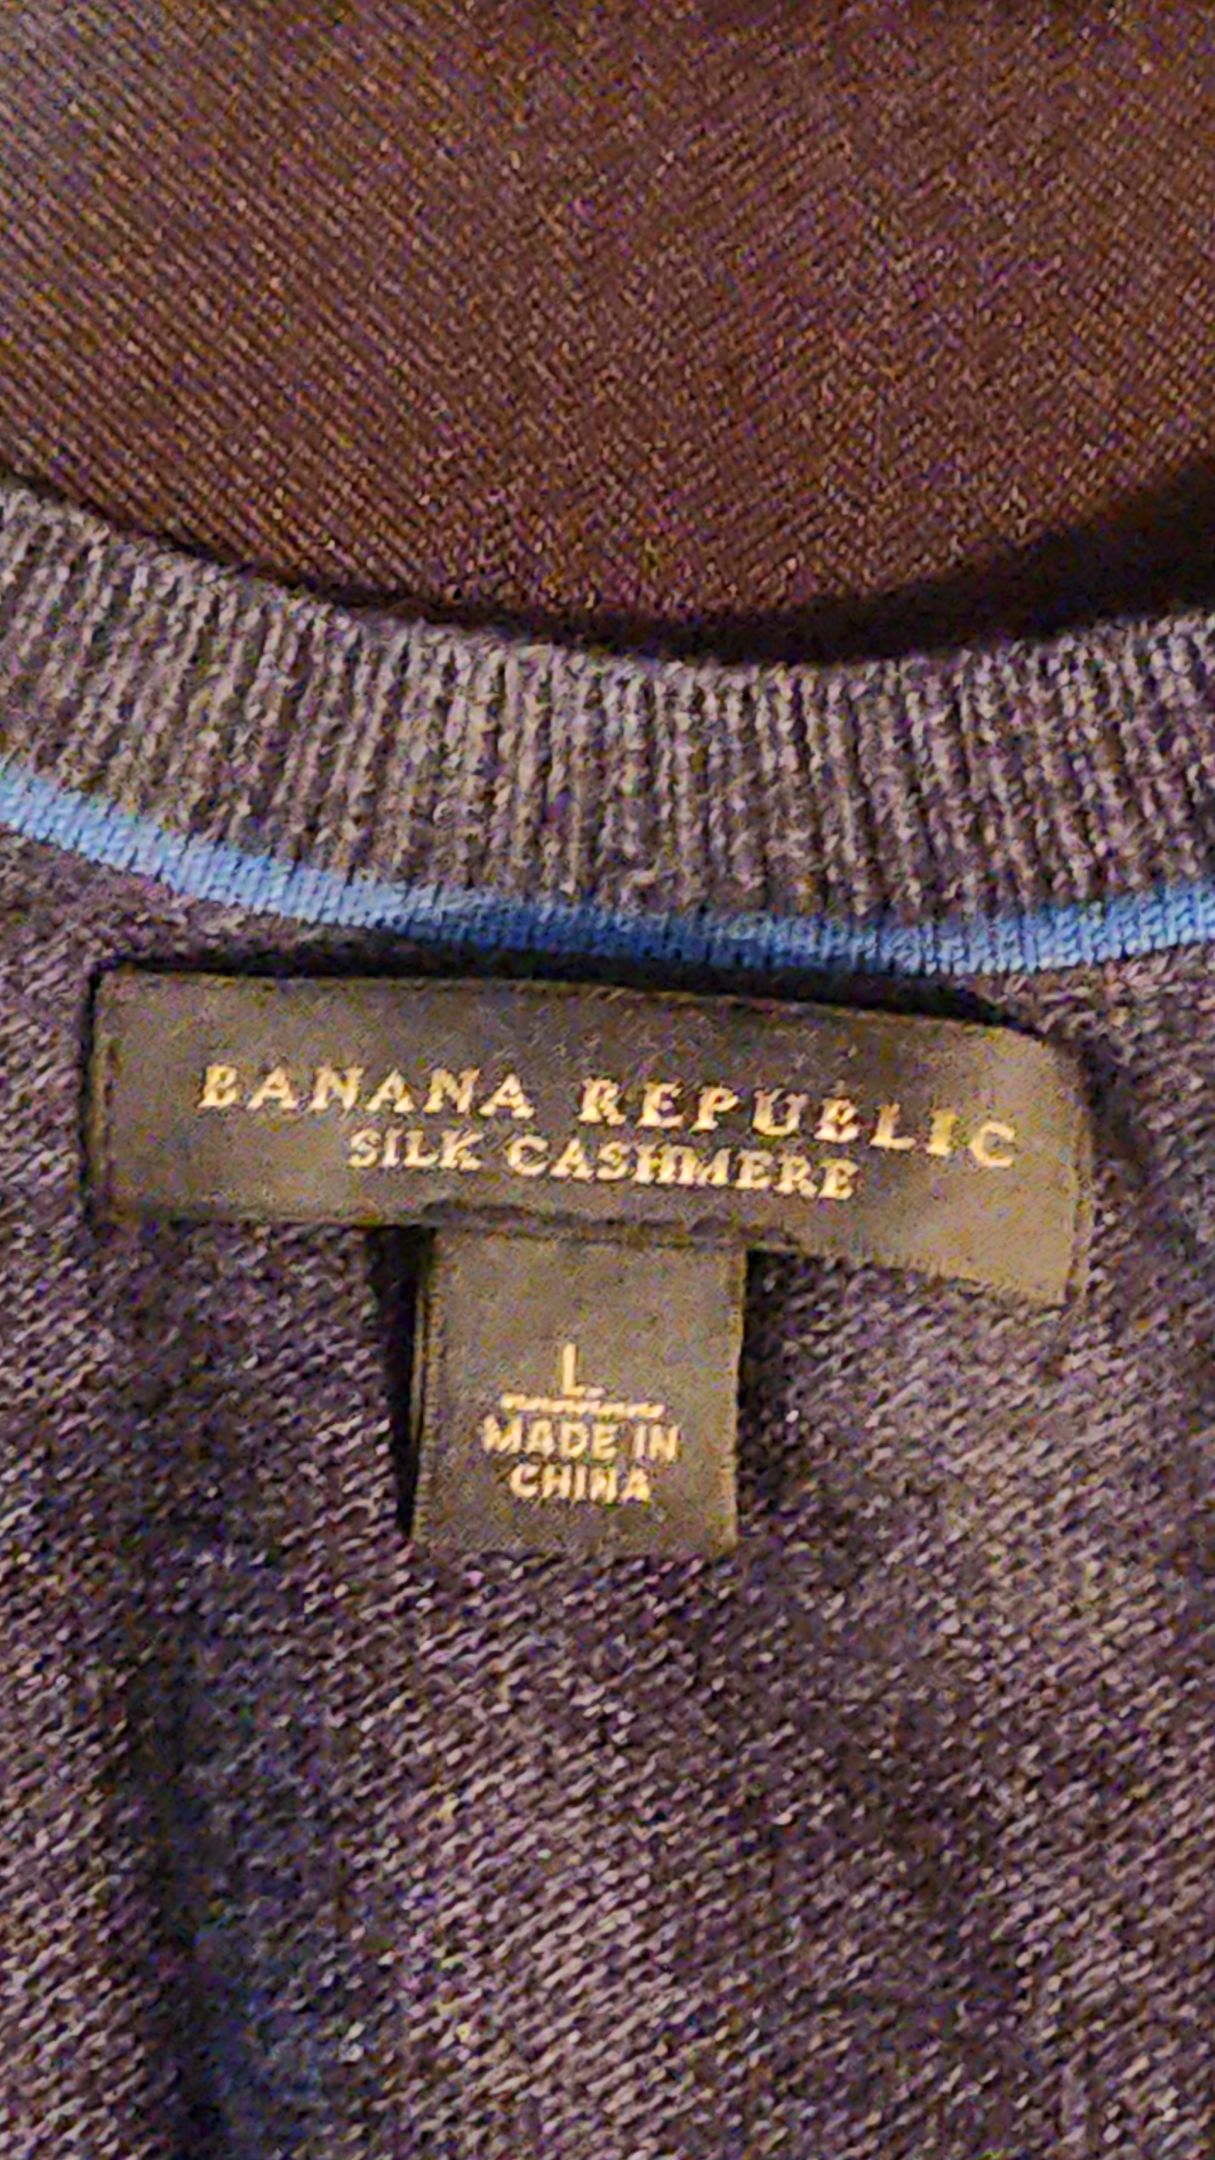 BANANA REPUBLIC
SILK CASHMERE
L
MADE IN
CHINA